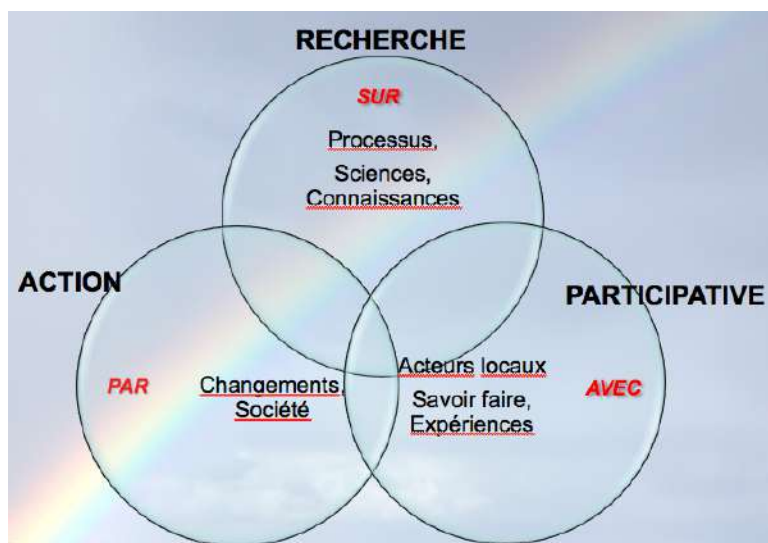 RECHERCHE
SUR
Processus,
Sciences,
Connaissances
ACTION
PARTICIPATIVE
PAR
Changements,
Société
Acteurs locaux
Savoir faire,
Expériences
AVEC